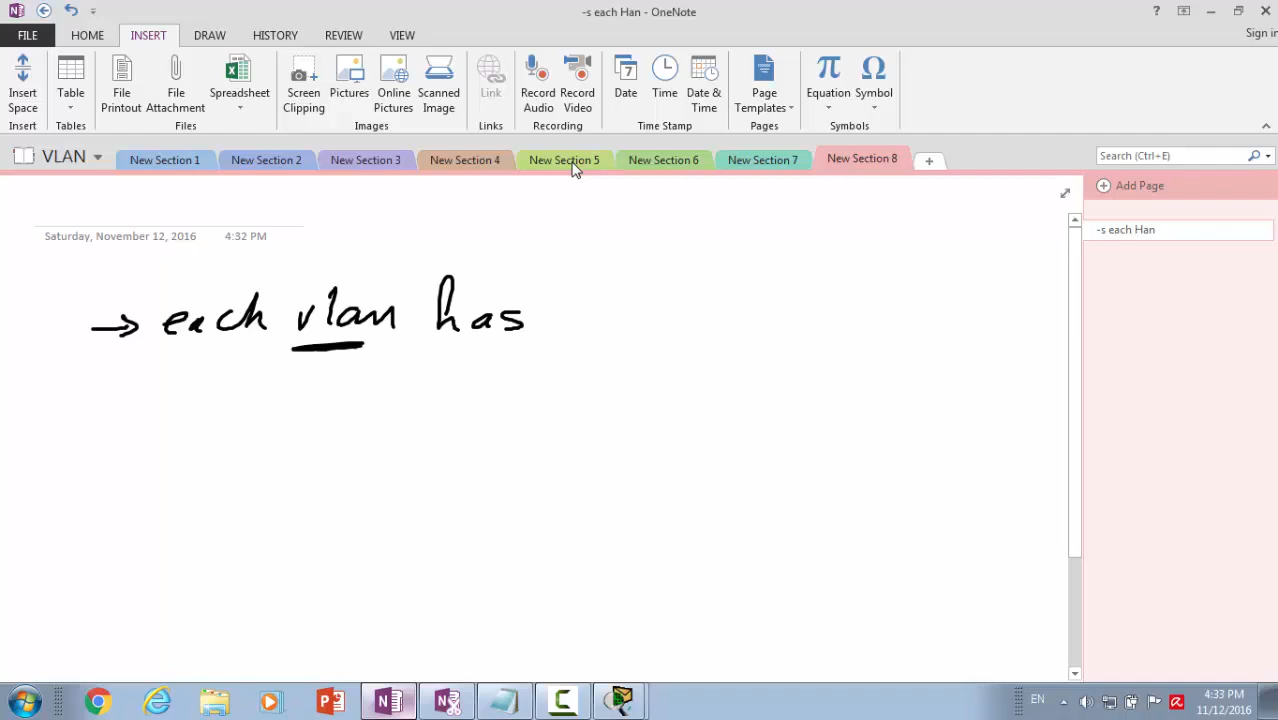 -s each Han - OneNote
?
FILE HOME INSERT DRAW HISTORY REVIEW VIEW Sign in
Insert Space Table File Printout File Attachment Spreadsheet Screen Clipping Pictures Online Pictures Scanned Image Link Record Audio Record Video Date Time Date & Time Page Templates Equation Symbol
Insert Tables Files Images Links Recording Time Stamp Pages Symbols
VLAN New Section 1 New Section 2 New Section 3 New Section 4 New Section 5 New Section 6 New Section 7 New Section 8 + Search (Ctrl+E)
Add Page
-s each Han
Saturday, November 12, 2016 4:32 PM
→ each vlan has
EN 4:33 PM
11/12/2016